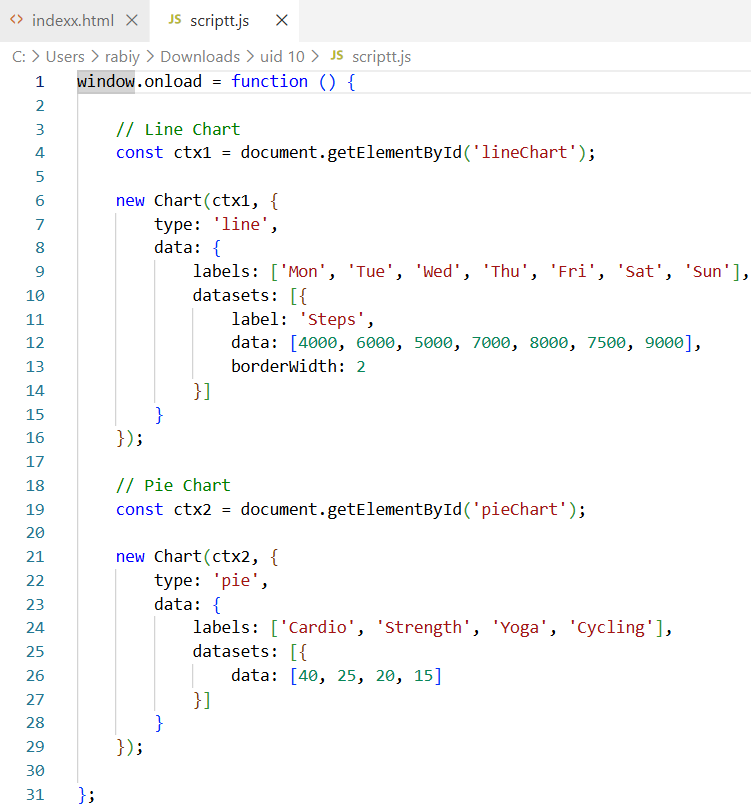 <> indexx.html × JS scriptt.js ×
C: > Users > rabiy > Downloads > uid 10 > JS scriptt.js
1 window.onload = function () {
2
3     // Line Chart
4     const ctx1 = document.getElementById('lineChart');
5
6     new Chart(ctx1, {
7         type: 'line',
8         data: {
9             labels: ['Mon', 'Tue', 'Wed', 'Thu', 'Fri', 'Sat', 'Sun'],
10             datasets: [{
11                 label: 'Steps',
12                 data: [4000, 6000, 5000, 7000, 8000, 7500, 9000],
13                 borderWidth: 2
14             }]
15         }
16     });
17
18     // Pie Chart
19     const ctx2 = document.getElementById('pieChart');
20
21     new Chart(ctx2, {
22         type: 'pie',
23         data: {
24             labels: ['Cardio', 'Strength', 'Yoga', 'Cycling'],
25             datasets: [{
26                 data: [40, 25, 20, 15]
27             }]
28         }
29     });
30
31 };